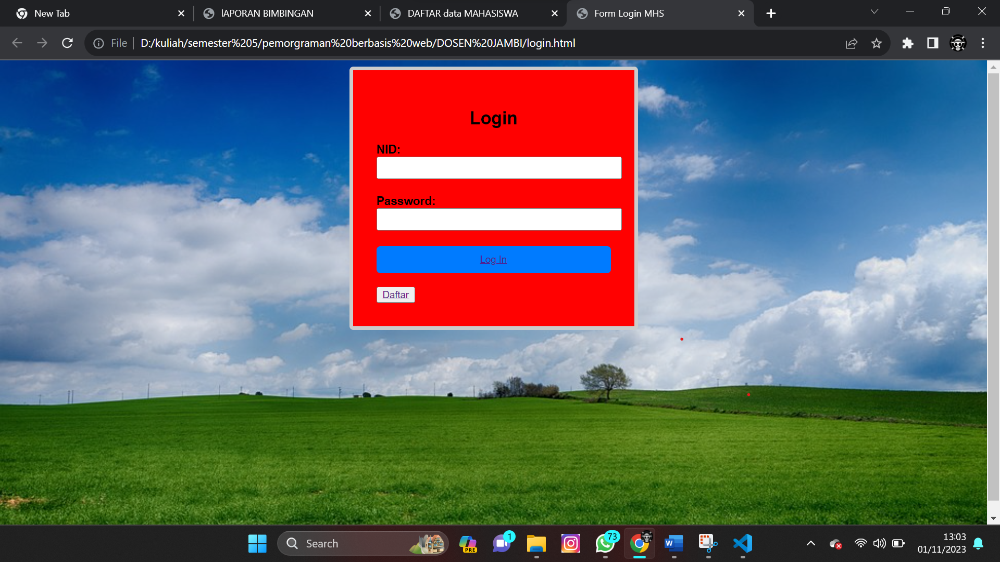 New Tab
lAPORAN BIMBINGAN
DAFTAR data MAHASISWA
Form Login MHS
File
D:/kuliah/semester%205/pemorgraman%20berbasis%20web/DOSEN%20JAMBI/login.html
Login
NID:
Password:
Log In
Daftar
Search
PRE
1
73
W
13:03
01/11/2023